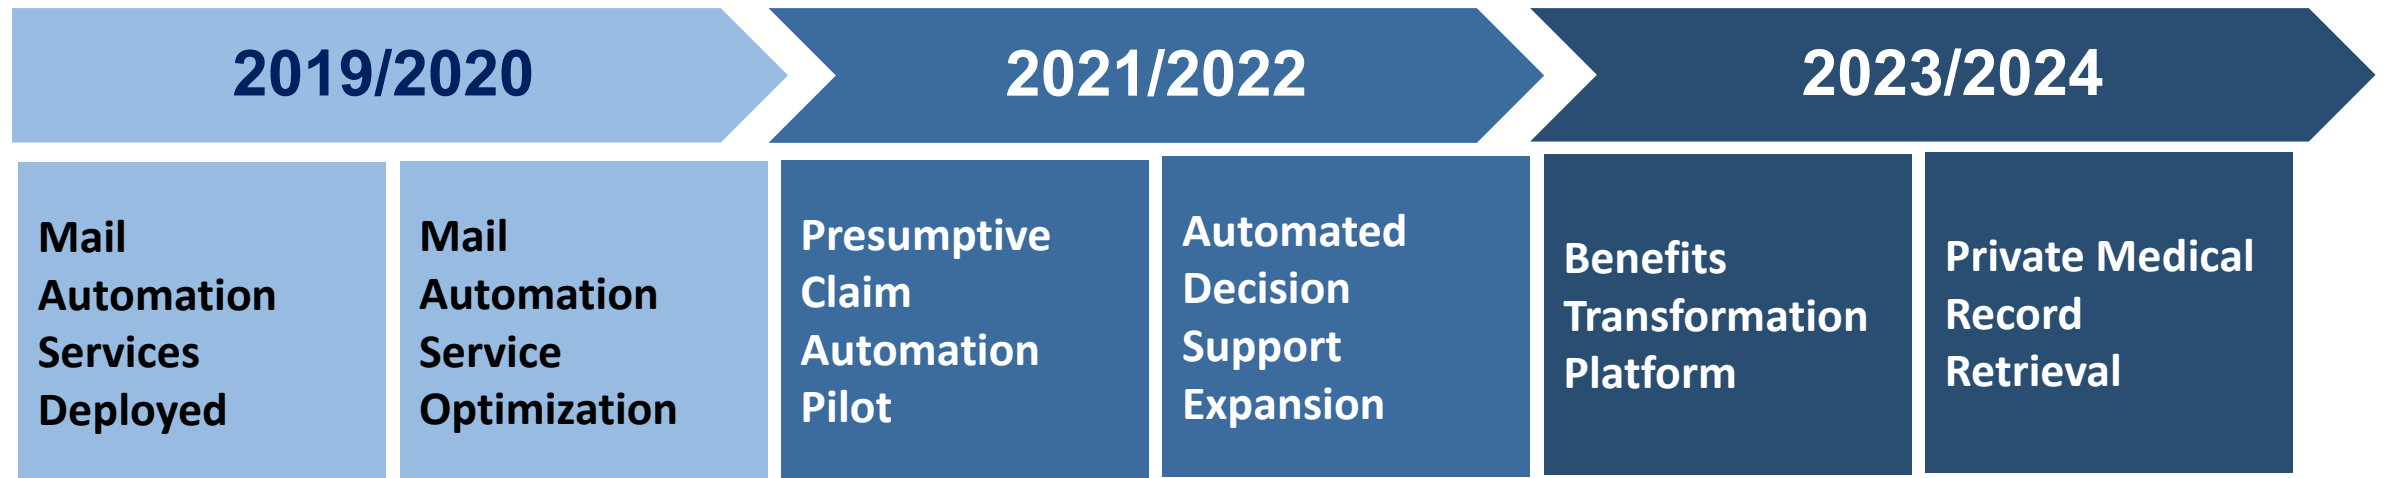 2019/2020
2021/2022
2023/2024
Mail
Automation
Services
Deployed
Mail
Automation
Service
Optimization
Presumptive
Claim
Automation
Pilot
Automated
Decision
Support
Expansion
Benefits
Transformation
Platform
Private Medical
Record
Retrieval